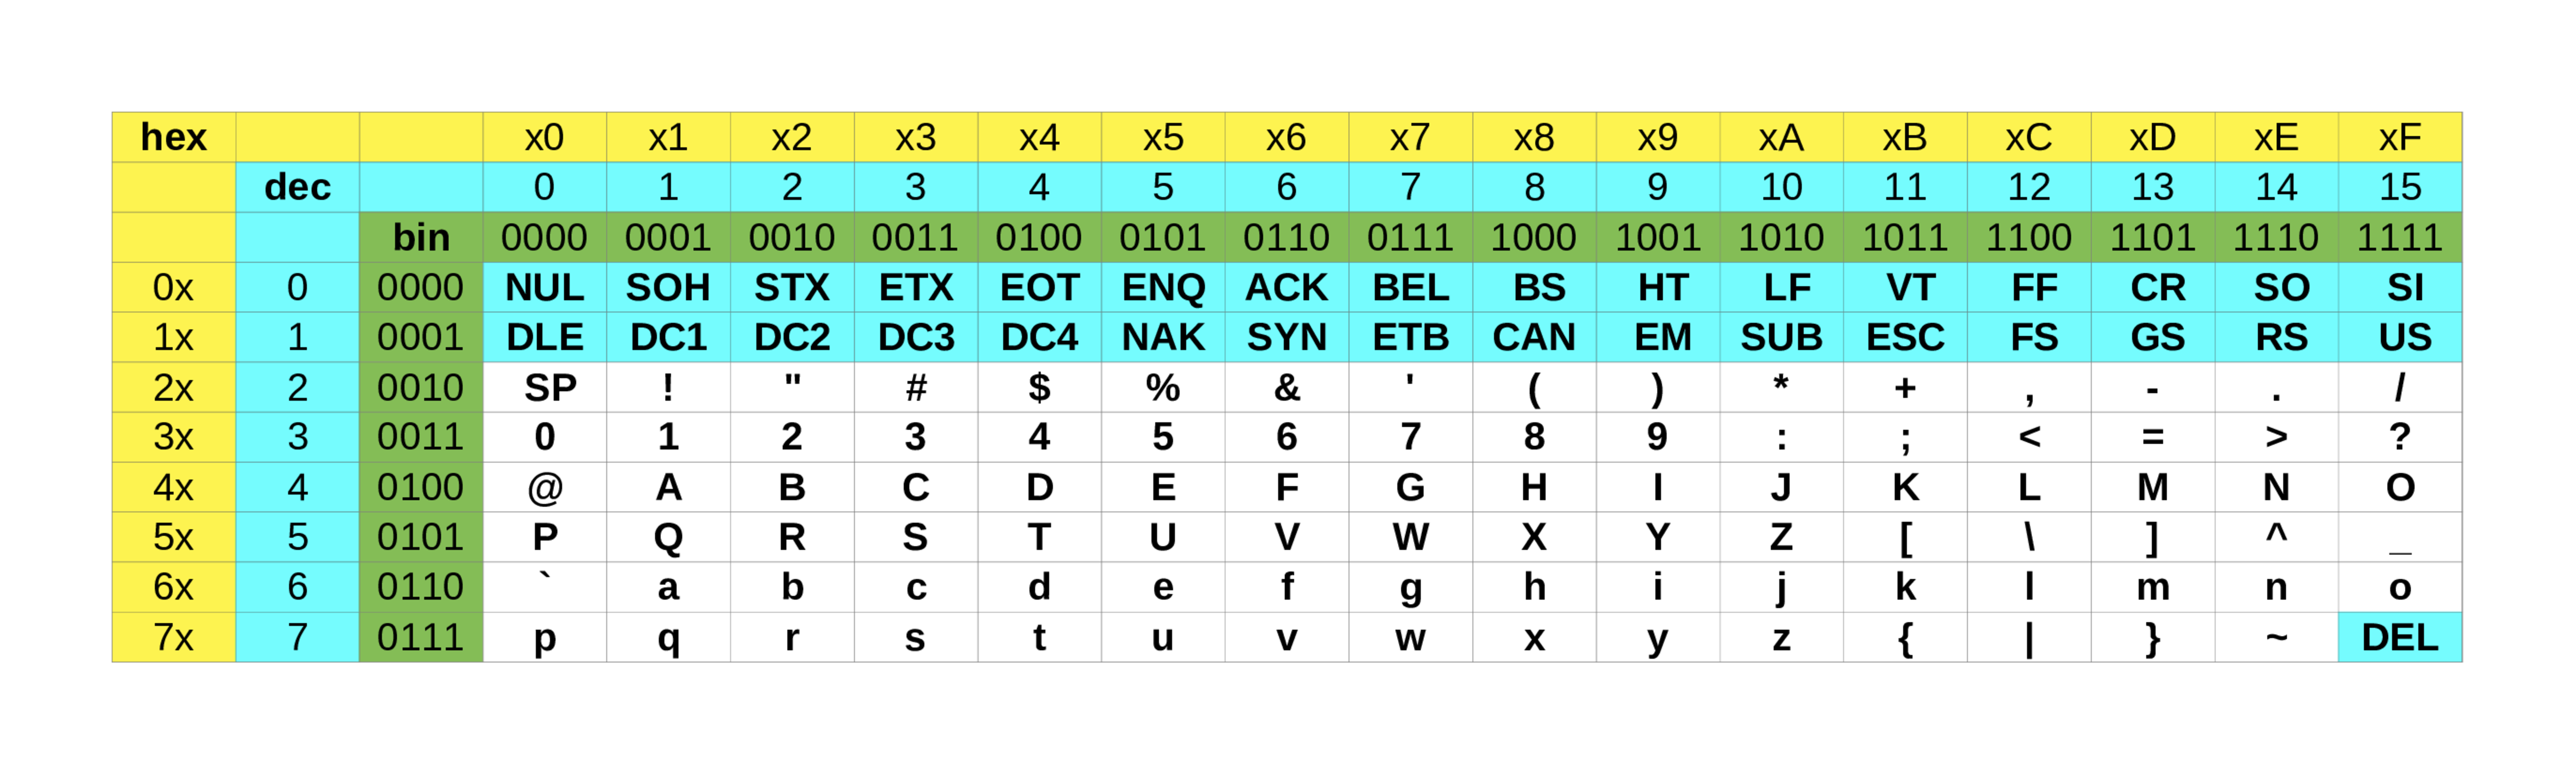 hex x0 x1 x2 x3 x4 x5 x6 x7 x8 x9 xA xB xC xD xE xF
dec 0 1 2 3 4 5 6 7 8 9 10 11 12 13 14 15
bin 0000 0001 0010 0011 0100 0101 0110 0111 1000 1001 1010 1011 1100 1101 1110 1111
0x 0 0000 NUL SOH STX ETX EOT ENQ ACK BEL BS HT LF VT FF CR SO SI
1x 1 0001 DLE DC1 DC2 DC3 DC4 NAK SYN ETB CAN EM SUB ESC FS GS RS US
2x 2 0010 SP ! " # $ % & ' ( ) * + , - . /
3x 3 0011 0 1 2 3 4 5 6 7 8 9 : ; < = > ?
4x 4 0100 @ A B C D E F G H I J K L M N O
5x 5 0101 P Q R S T U V W X Y Z [ \ ] ^ _
6x 6 0110 ` a b c d e f g h i j k l m n o
7x 7 0111 p q r s t u v w x y z { | } ~ DEL